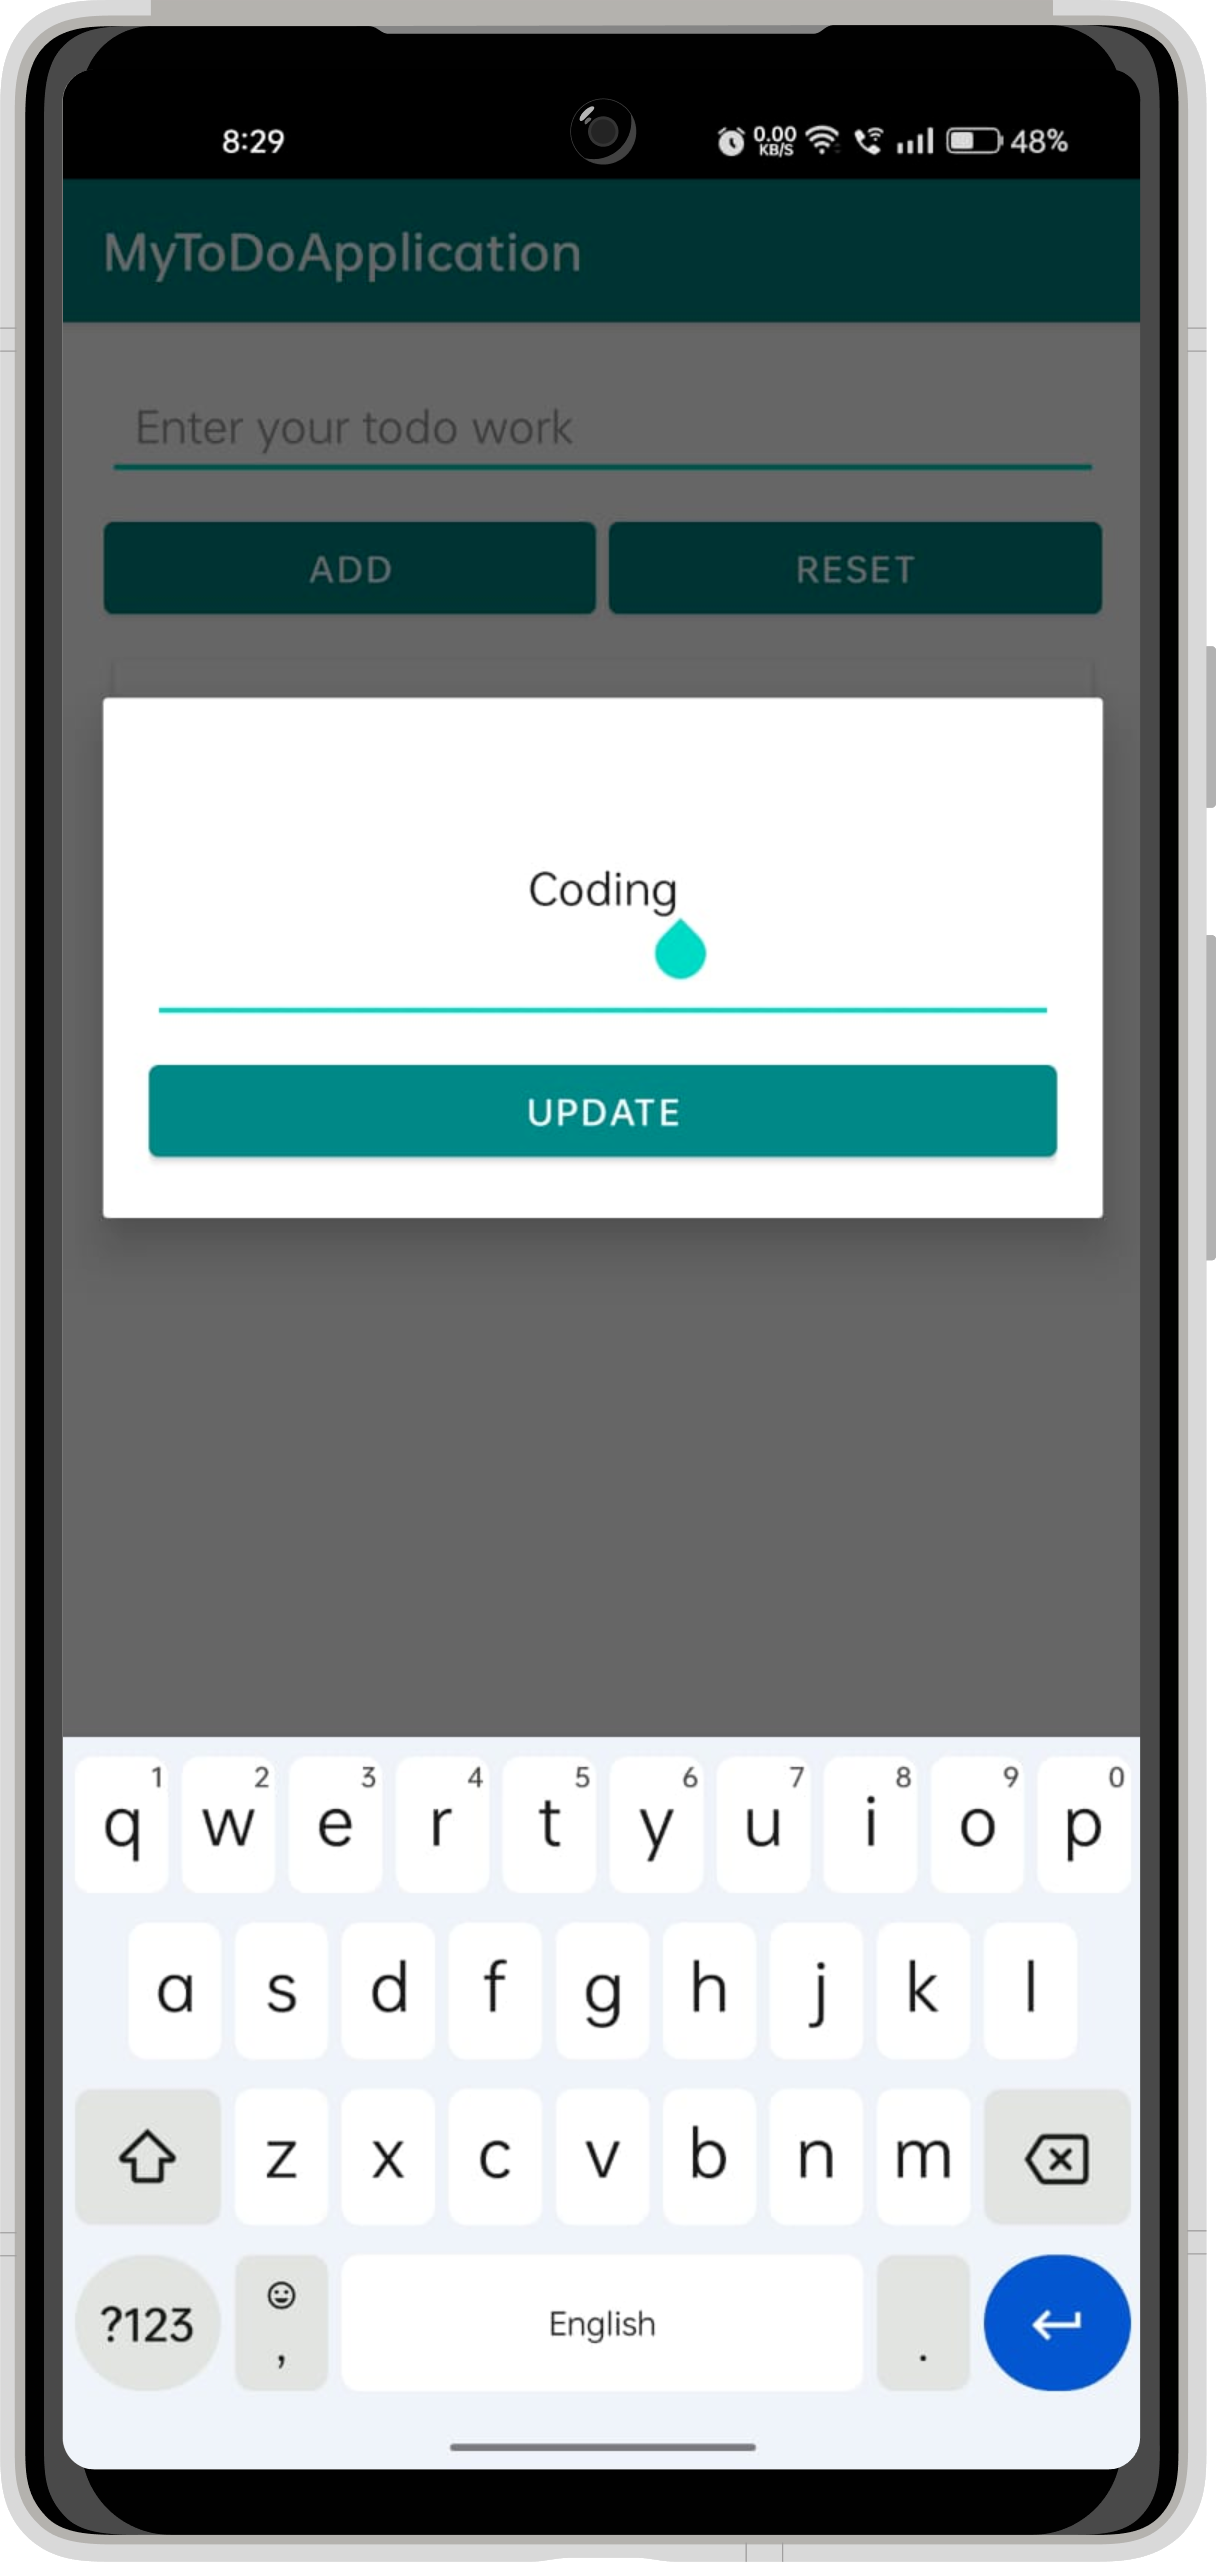 8:29 0.00 KB/S 48%
MyToDoApplication
Enter your todo work
ADD RESET
Coding
UPDATE
1 2 3 4 5 6 7 8 9 0
q w e r t y u i o p
a s d f g h j k l
z x c v b n m
?123 , English .